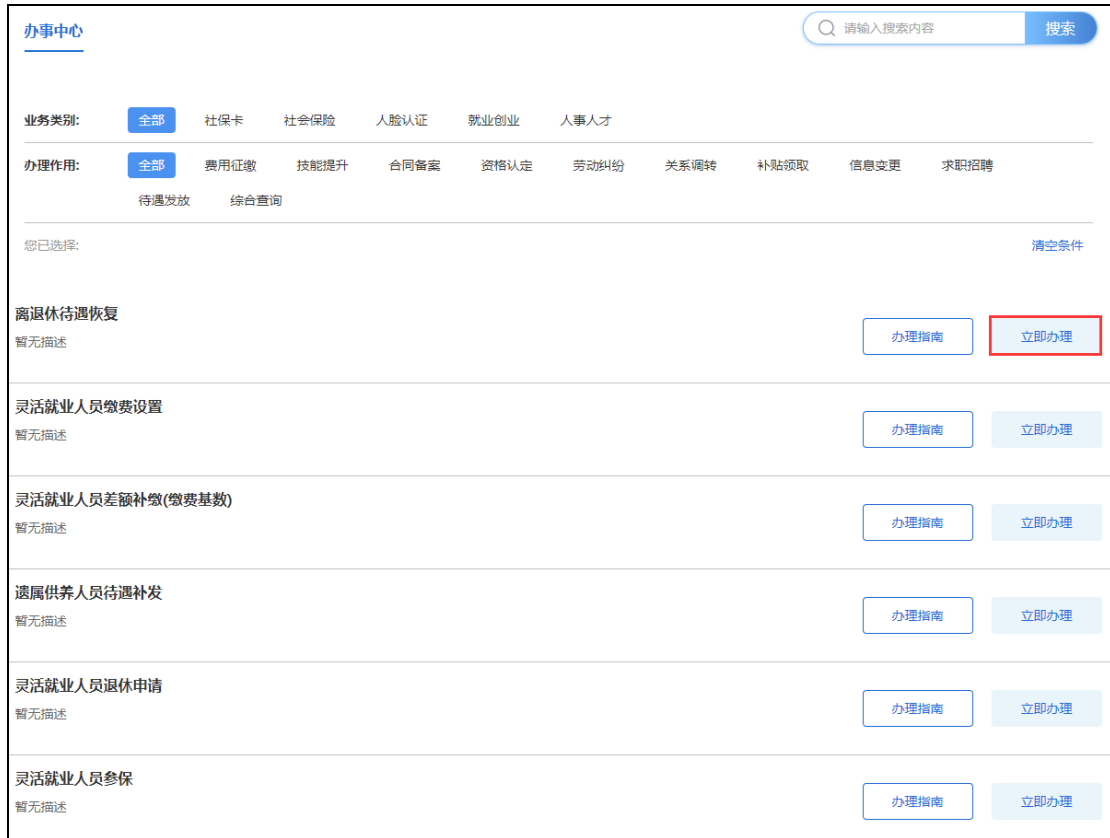 办事中心 请输入搜索内容 搜索
业务类别: 全部 社保卡 社会保险 人脸认证 就业创业 人事人才
办理作用: 全部 费用征缴 技能提升 合同备案 资格认定 劳动纠纷 关系调转 补贴领取 信息变更 求职招聘
待遇发放 综合查询
您已选择: 清空条件
离退休待遇恢复
暂无描述
办理指南 立即办理
灵活就业人员缴费设置
暂无描述
办理指南 立即办理
灵活就业人员差额补缴(缴费基数)
暂无描述
办理指南 立即办理
遗属供养人员待遇补发
暂无描述
办理指南 立即办理
灵活就业人员退休申请
暂无描述
办理指南 立即办理
灵活就业人员参保
暂无描述
办理指南 立即办理